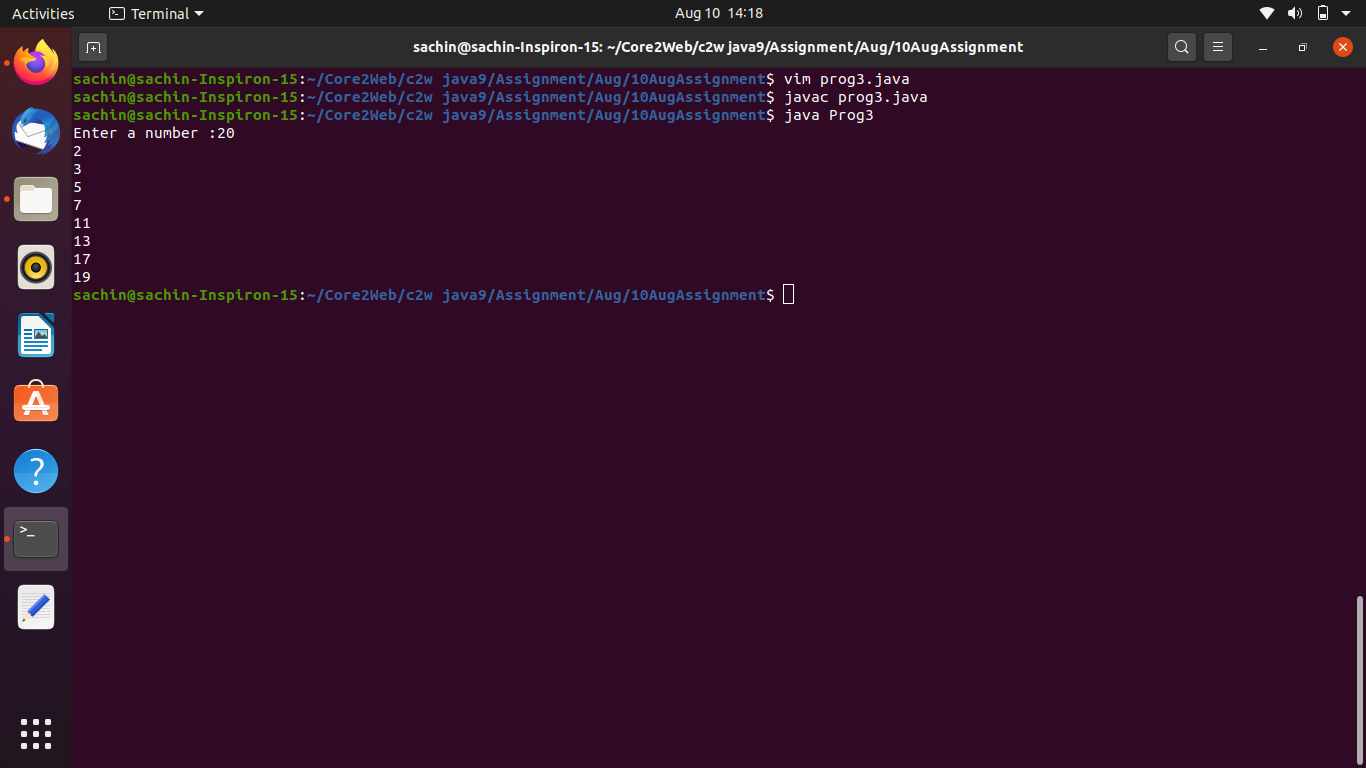 Activities
Terminal
Aug 10 14:18
sachin@sachin-Inspiron-15: ~/Core2Web/c2w java9/Assignment/Aug/10AugAssignment
sachin@sachin-Inspiron-15:~/Core2Web/c2w java9/Assignment/Aug/10AugAssignment$ vim prog3.java
sachin@sachin-Inspiron-15:~/Core2Web/c2w java9/Assignment/Aug/10AugAssignment$ javac prog3.java
sachin@sachin-Inspiron-15:~/Core2Web/c2w java9/Assignment/Aug/10AugAssignment$ java Prog3
Enter a number :20
2
3
5
7
11
13
17
19
sachin@sachin-Inspiron-15:~/Core2Web/c2w java9/Assignment/Aug/10AugAssignment$